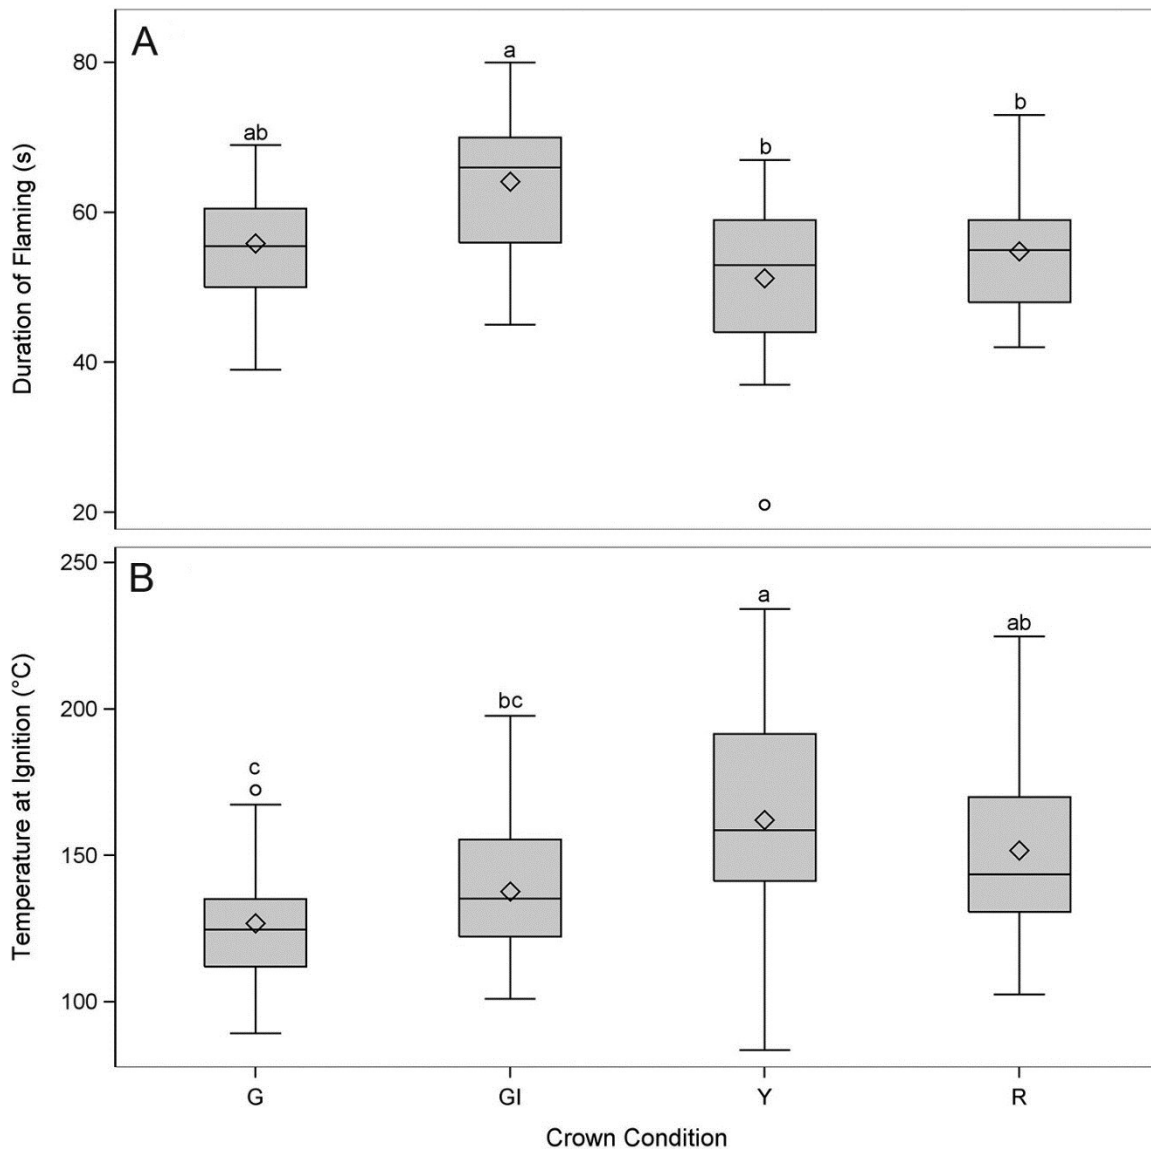 A
Duration of Flaming (s)
80
60
40
20
ab
a
b
b
B
Temperature at Ignition (°C)
250
200
150
100
c
bc
a
ab
G
GI
Y
R
Crown Condition